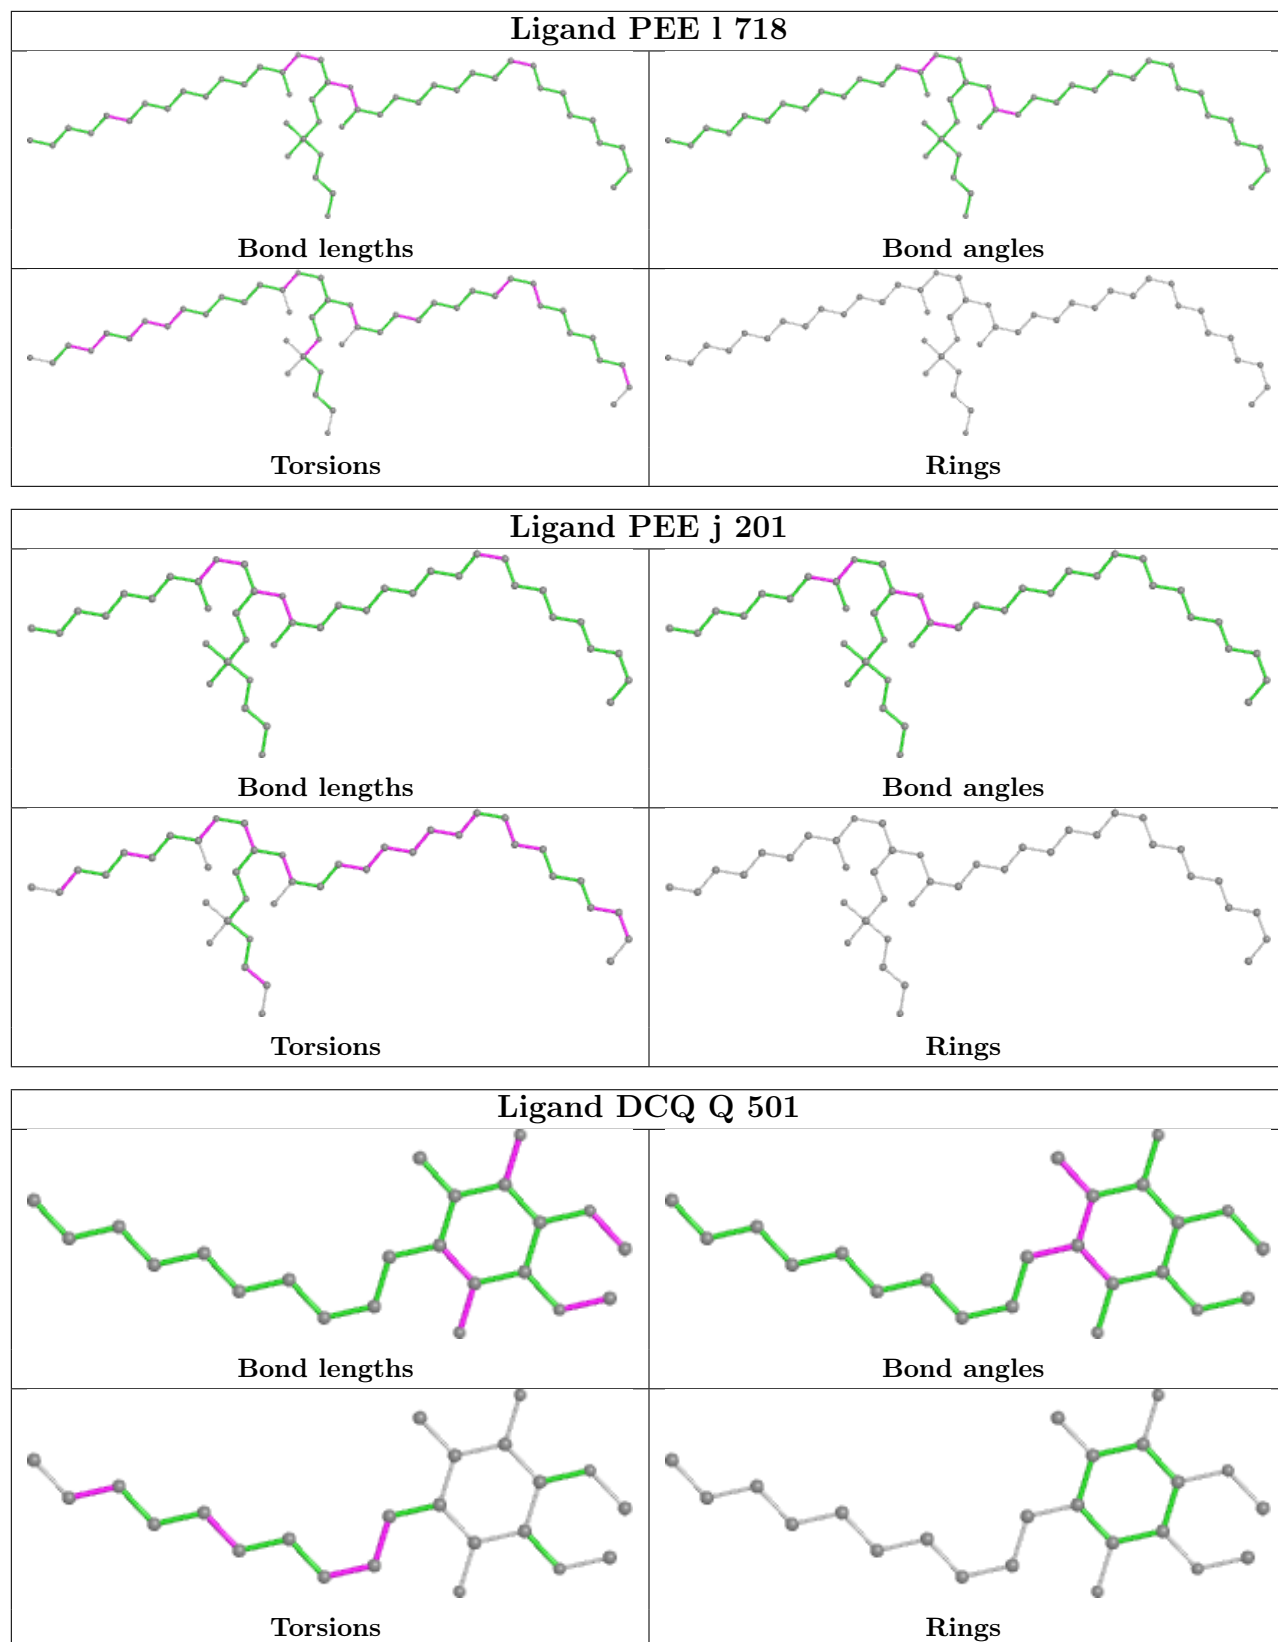 Ligand PEE l 718
Bond lengths
Bond angles
Torsions
Rings
Ligand PEE j 201
Bond lengths
Bond angles
Torsions
Rings
Ligand DCQ Q 501
Bond lengths
Bond angles
Torsions
Rings